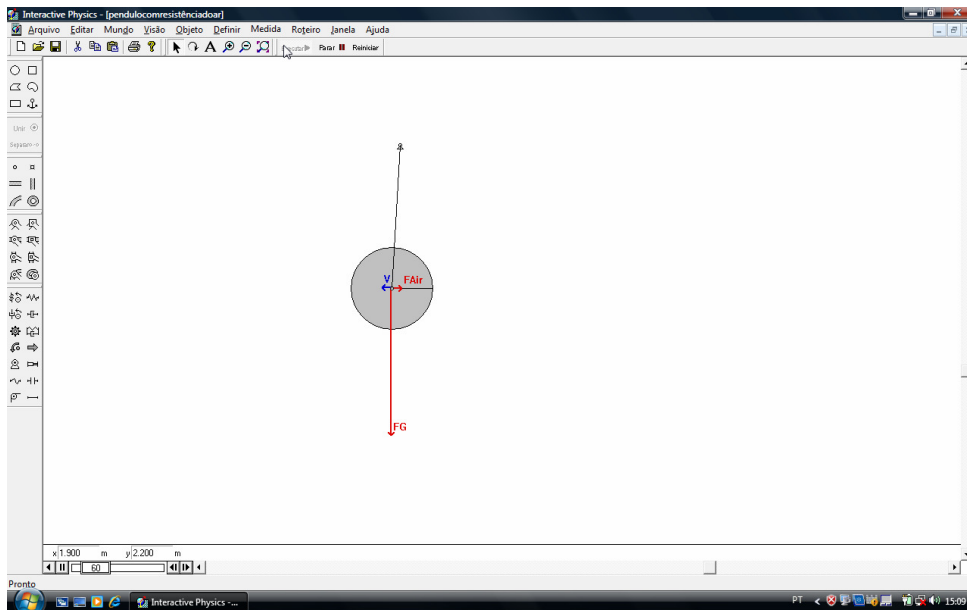 Interactive Physics - [pendulocomresistênciadoar]
Arquivo Editar Mundo Visão Objeto Definir Medida Roteiro Janela Ajuda
Parar Reiniciar
Unir
Separam
V FAir
FG
x 1.900 m y 2.200 m
60
Pronto
Interactive Physics -...
PT
15:09